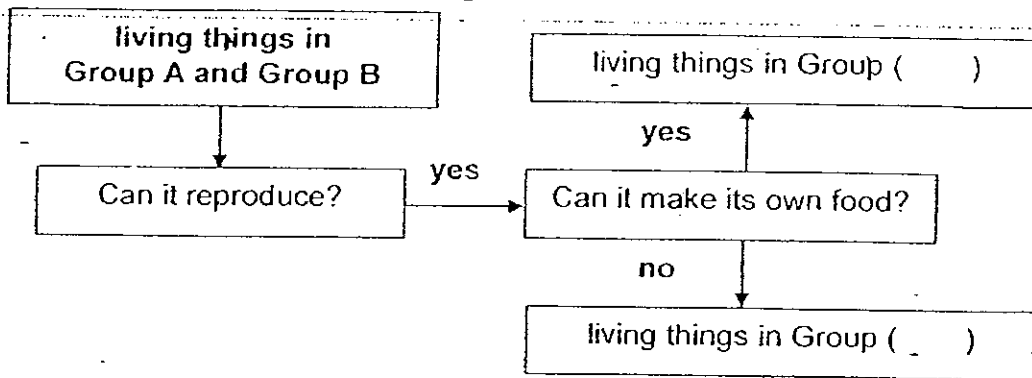 living things in
Group A and Group B
living things in Group (      )
yes
Can it reproduce?
yes
Can it make its own food?
no
living things in Group (      )